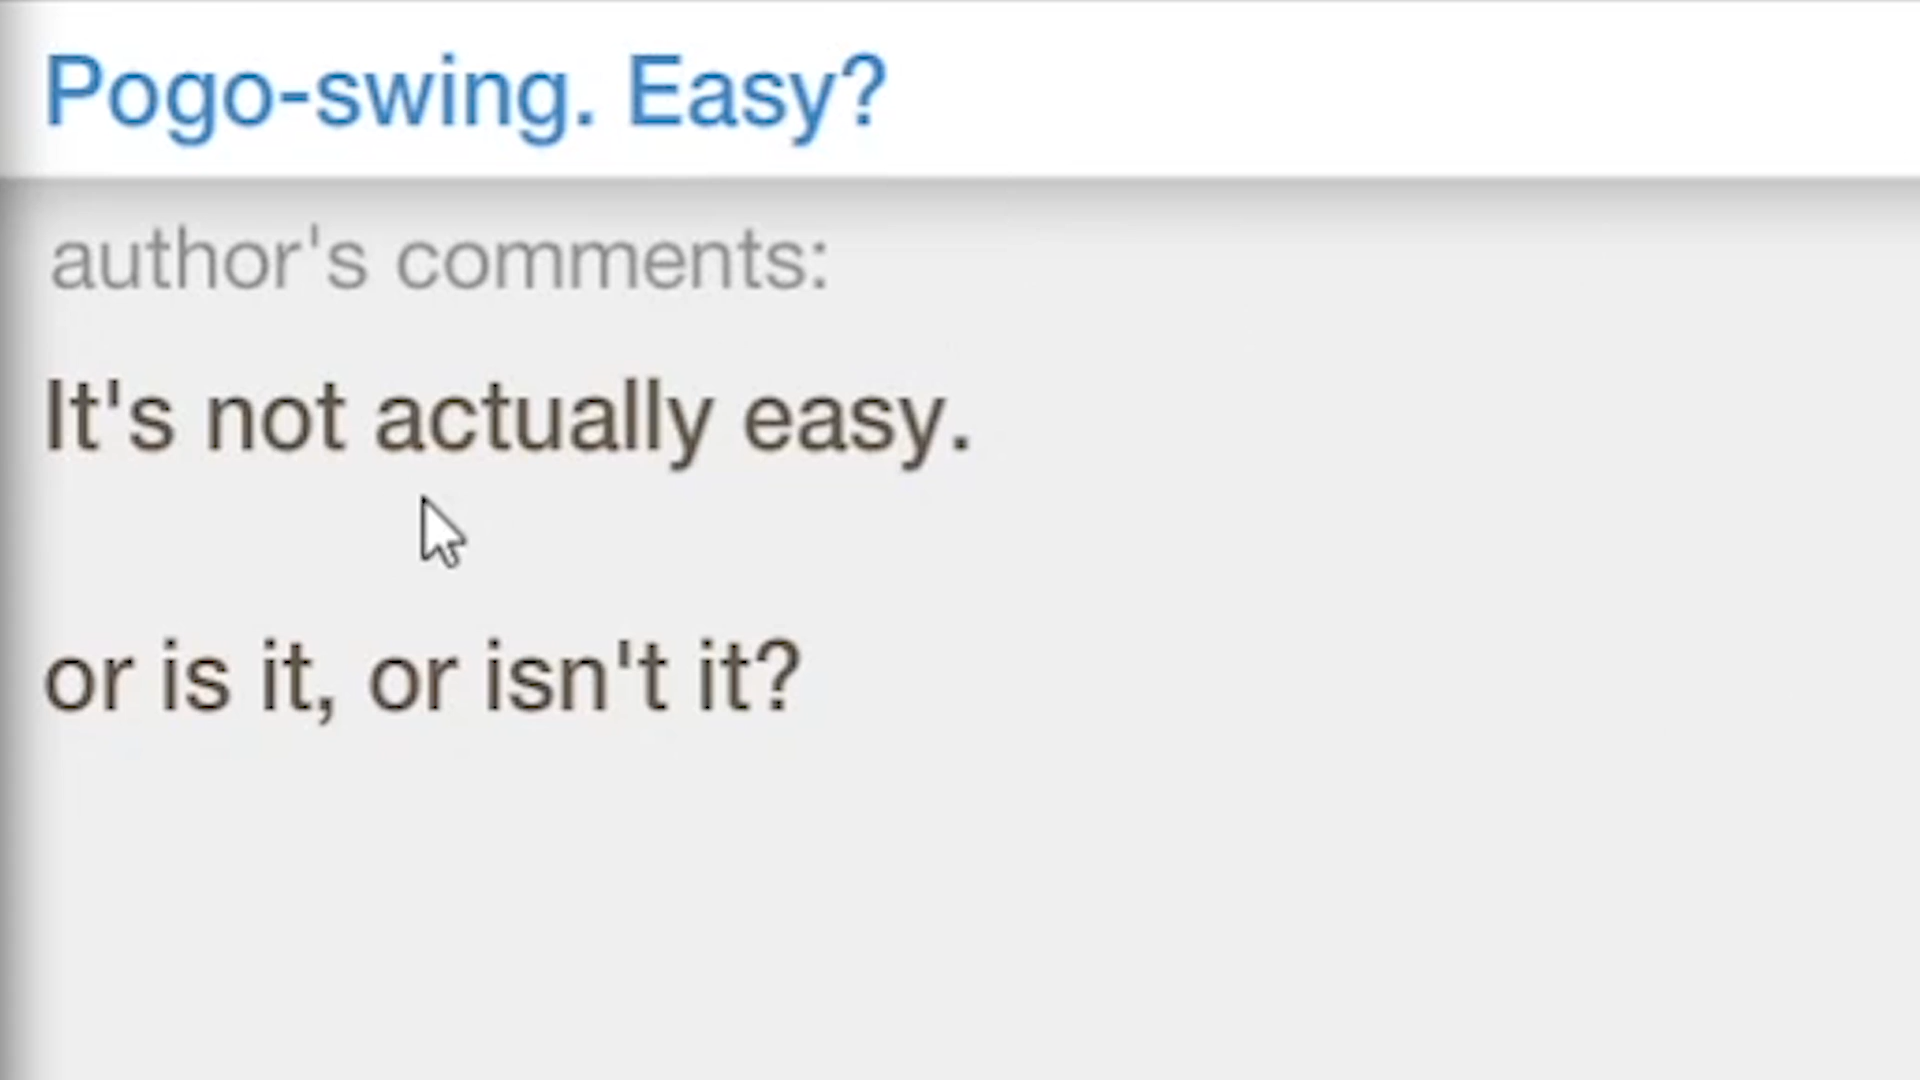 Pogo-swing. Easy?
author's comments:
It's not actually easy.
or is it, or isn't it?